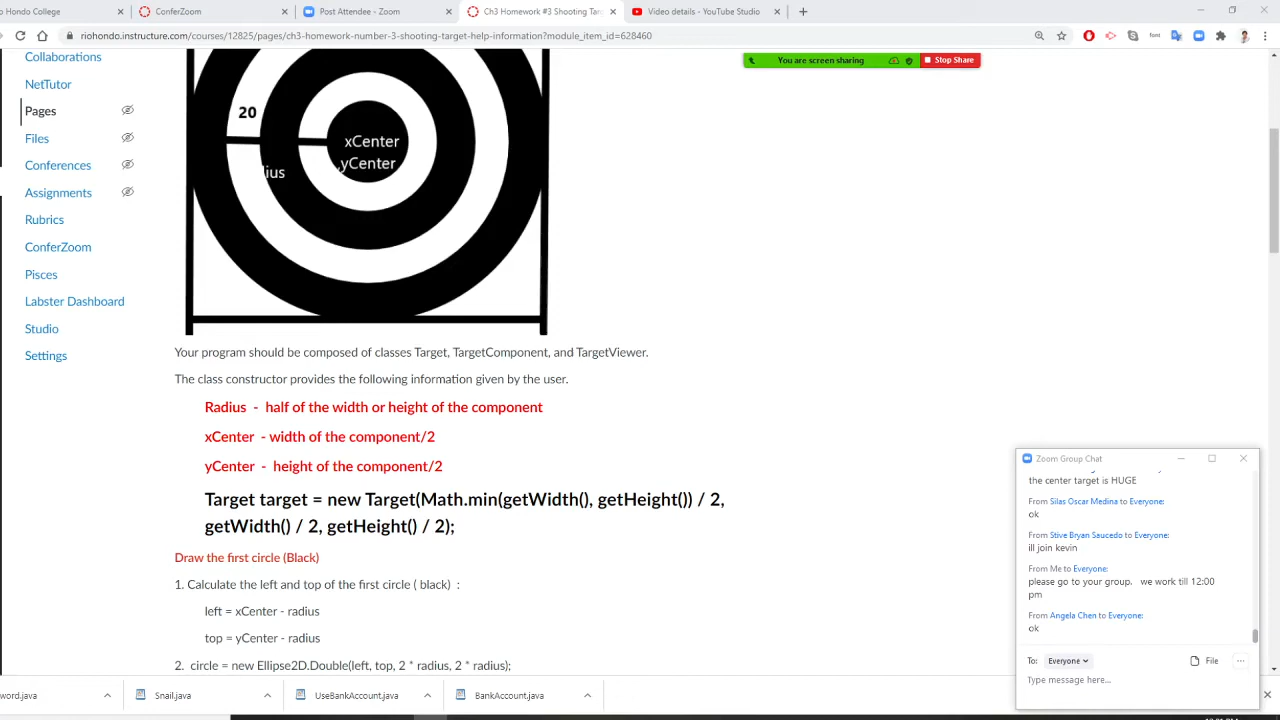 o Hondo College
ConferZoom
Post Attendee - Zoom
Ch3 Homework #3 Shooting Tar
Video details - YouTube Studio
riohondo.instructure.com/courses/12825/pages/ch3-homework-number-3-shooting-target-help-information?module_item_id=628460
You are screen sharing
Stop Share
Collaborations
NetTutor
Pages
Files
Conferences
Assignments
Rubrics
ConferZoom
Pisces
Labster Dashboard
Studio
Settings
20
xCenter
yCenter
lius
Your program should be composed of classes Target, TargetComponent, and TargetViewer.
The class constructor provides the following information given by the user.
Radius - half of the width or height of the component
xCenter - width of the component/2
yCenter - height of the component/2
Target target = new Target(Math.min(getWidth(), getHeight()) / 2,
getWidth() / 2, getHeight() / 2);
Draw the first circle (Black)
1. Calculate the left and top of the first circle ( black) :
left = xCenter - radius
top = yCenter - radius
2. circle = new Ellipse2D.Double(left, top, 2 * radius, 2 * radius);
Zoom Group Chat
the center target is HUGE
From Silas Oscar Medina to Everyone:
ok
From Stive Bryan Saucedo to Everyone:
ill join kevin
From Me to Everyone:
please go to your group. we work till 12:00
pm
From Angela Chen to Everyone:
ok
To: Everyone
File
Type message here...
word.java
Snail.java
UseBankAccount.java
BankAccount.java